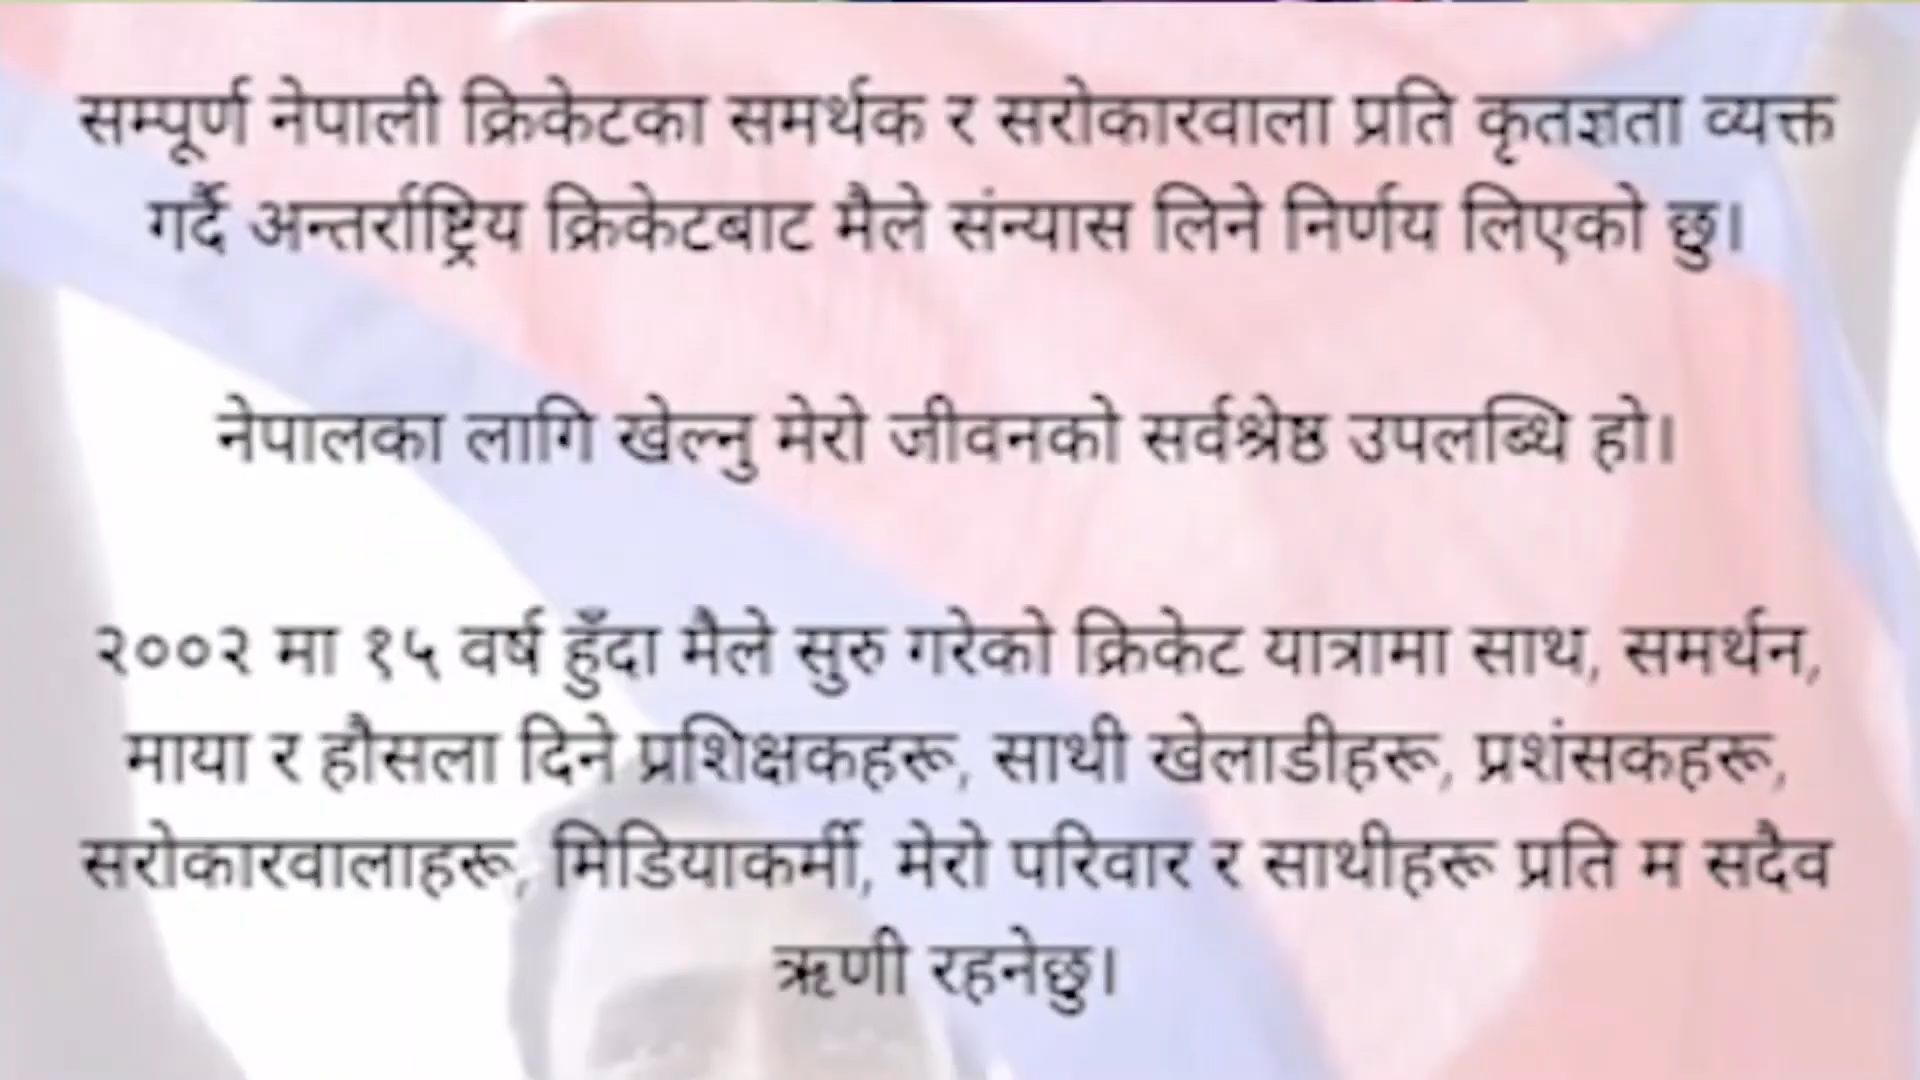 सम्पूर्ण नेपाली क्रिकेटका समर्थक र सरोकारवाला प्रति कृतज्ञता व्यक्त
गर्दै अन्तर्राष्ट्रिय क्रिकेटबाट मैले संन्यास लिने निर्णय लिएको छु।
नेपालका लागि खेल्नु मेरो जीवनको सर्वश्रेष्ठ उपलब्धि हो।
२००२ मा १५ वर्ष हुँदा मैले सुरु गरेको क्रिकेट यात्रामा साथ, समर्थन,
माया र हौसला दिने प्रशिक्षकहरू, साथी खेलाडीहरू, प्रशंसकहरू,
सरोकारवालाहरू, मिडियाकर्मी, मेरो परिवार र साथीहरू प्रति म सदैव
ऋणी रहनेछु।